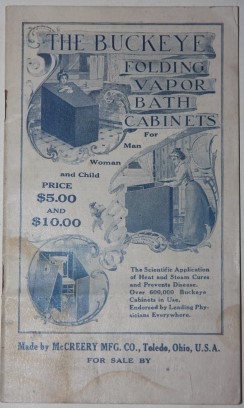 THE BUCKEYE
FOLDING
VAPOR
BATH
CABINETS
For
Man
Woman
and Child
PRICE
$5.00
AND
$10.00
The Scientific Application
of Heat and Steam Cures
and Prevents Disease.
Over 600,000 Buckeye
Cabinets in Use.
Endorsed by Leading Phy-
sicians Everywhere.
Made by McCREERY MFG. CO., Toledo, Ohio, U.S.A.
FOR SALE BY